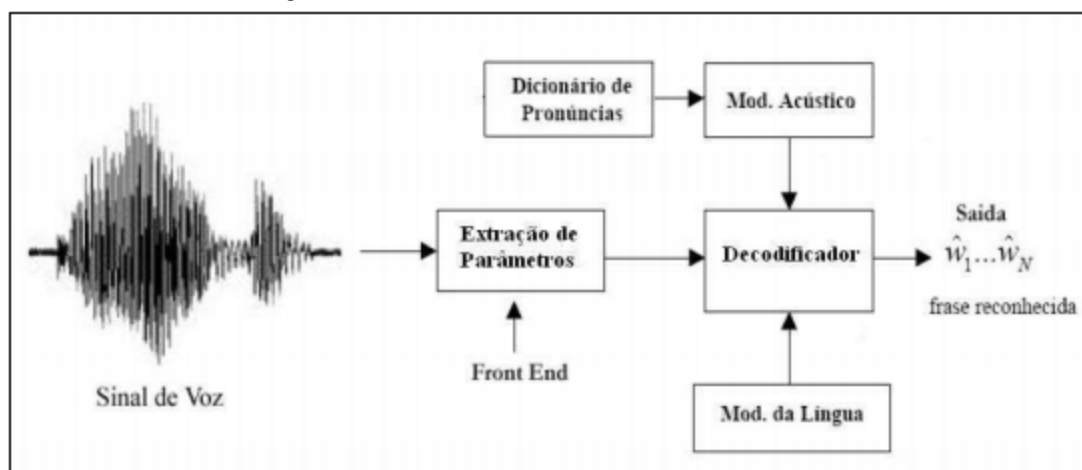 Dicionário de
Pronúncias
Mod. Acústico
Sinal de Voz
Extração de
Parâmetros
Front End
Decodificador
Mod. da Língua
Saída
ŵ₁...ŵ_N
frase reconhecida